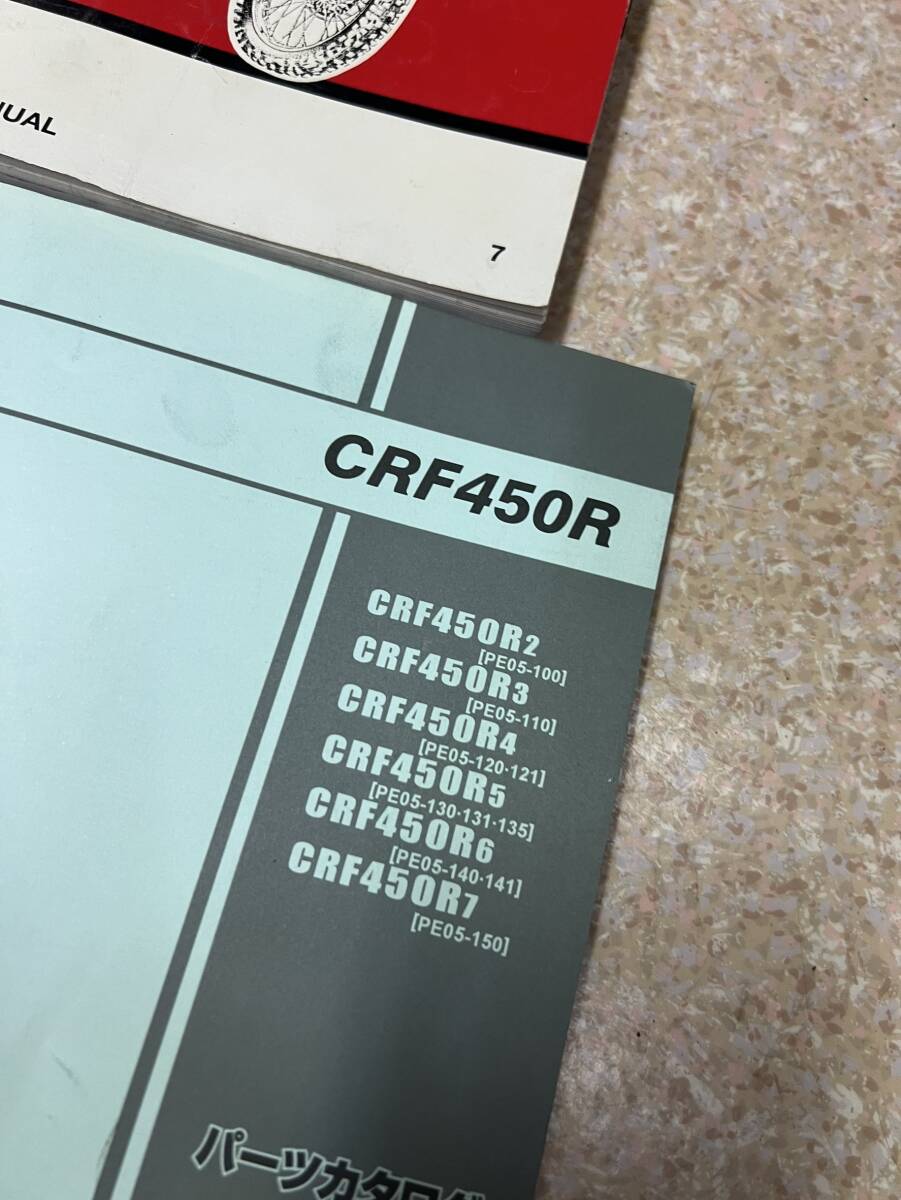 7
CRF450R
CRF450R2
[PE05-100]
CRF450R3
[PE05-110]
CRF450R4
[PE05-120·121]
CRF450R5
[PE05-130·131·135]
CRF450R6
[PE05-140·141]
CRF450R7
[PE05-150]
パーツカタログ